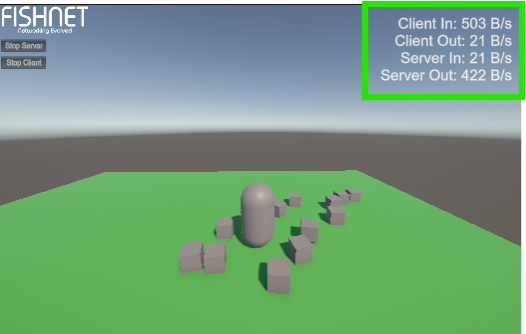 FISHNET
Networking Evolved
Stop Server
Stop Client
Client In: 503 B/s
Client Out: 21 B/s
Server In: 21 B/s
Server Out: 422 B/s